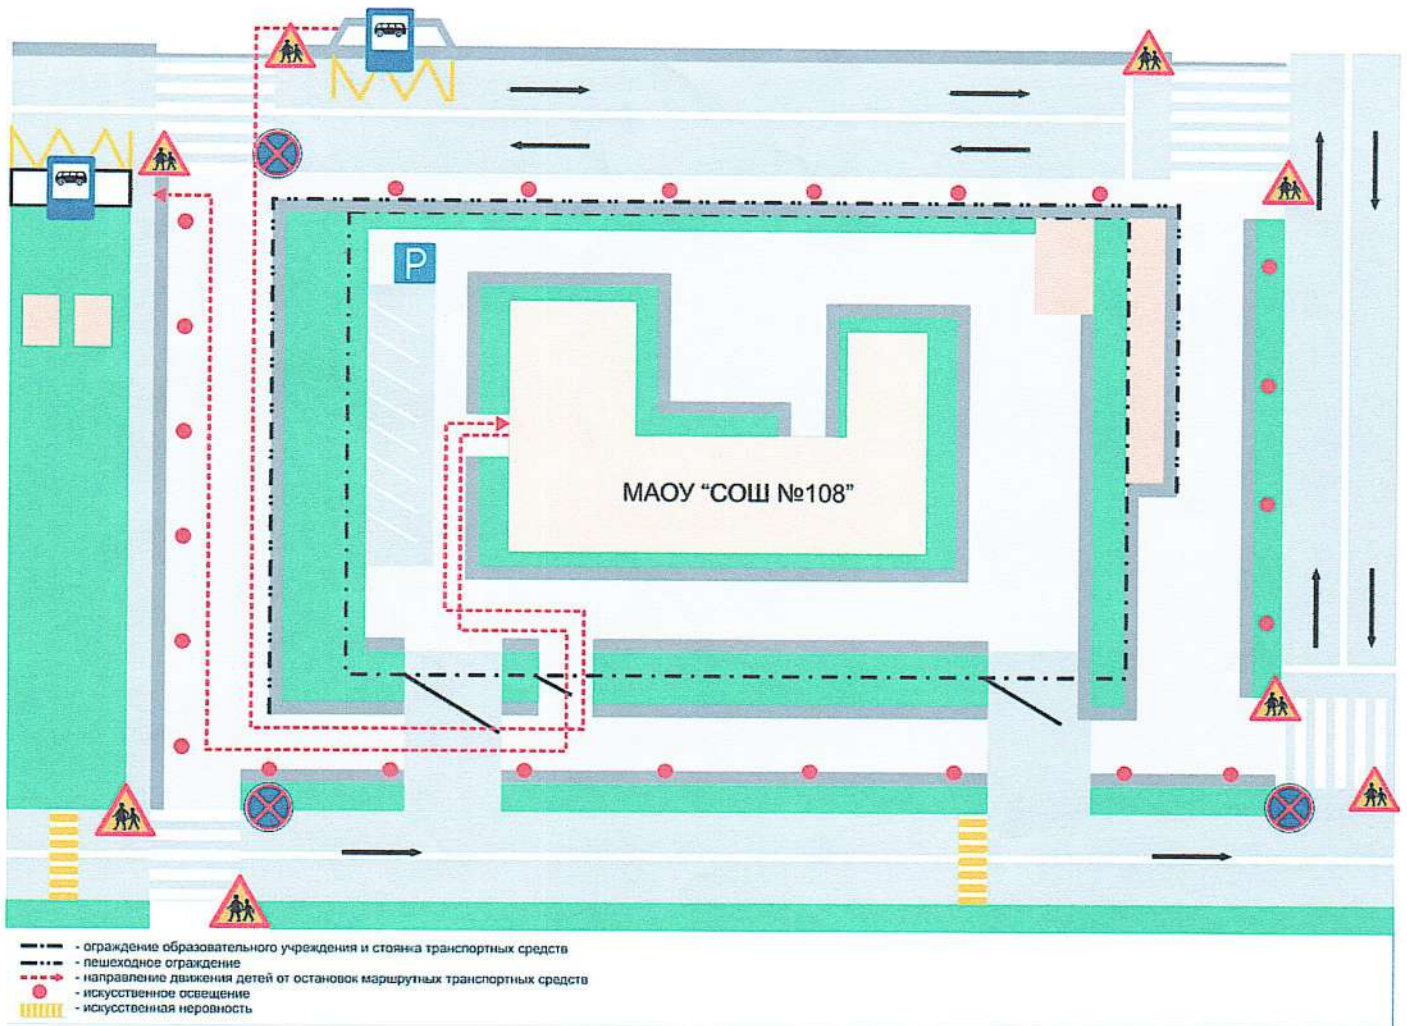 P
МАОУ “СОШ №108”
- ограждение образовательного учреждения и стоянка транспортных средств
- пешеходное ограждение
- направление движения детей от остановок маршрутных транспортных средств
- искусственное освещение
- искусственная неровность